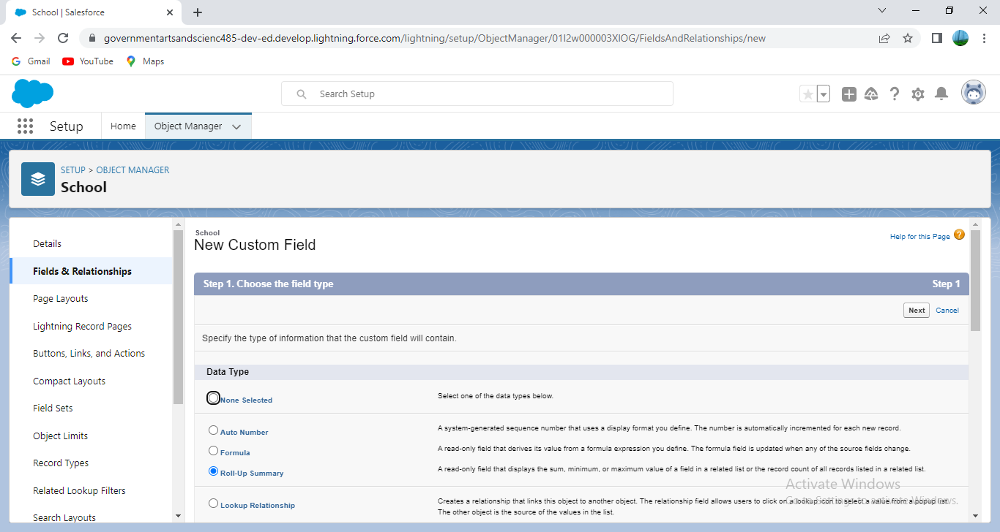 School | Salesforce
governmentartsandscienc485-dev-ed.develop.lightning.force.com/lightning/setup/ObjectManager/01I2w000003XIOG/FieldsAndRelationships/new
Gmail YouTube Maps
Search Setup
Setup Home Object Manager
SETUP > OBJECT MANAGER
School
Details
Fields & Relationships
Page Layouts
Lightning Record Pages
Buttons, Links, and Actions
Compact Layouts
Field Sets
Object Limits
Record Types
Related Lookup Filters
Search Layouts
School
New Custom Field
Help for this Page
Step 1. Choose the field type Step 1
Next Cancel
Specify the type of information that the custom field will contain.
Data Type
None Selected Select one of the data types below.
Auto Number A system-generated sequence number that uses a display format you define. The number is automatically incremented for each new record.
Formula A read-only field that derives its value from a formula expression you define. The formula field is updated when any of the source fields change.
Roll-Up Summary A read-only field that displays the sum, minimum, or maximum value of a field in a related list or the record count of all records listed in a related list.
Lookup Relationship Creates a relationship that links this object to another object. The relationship field allows users to click on a lookup icon to select a value from a popup list.
The other object is the source of the values in the list.
Activate Windows
Go to Settings to activate Windows.